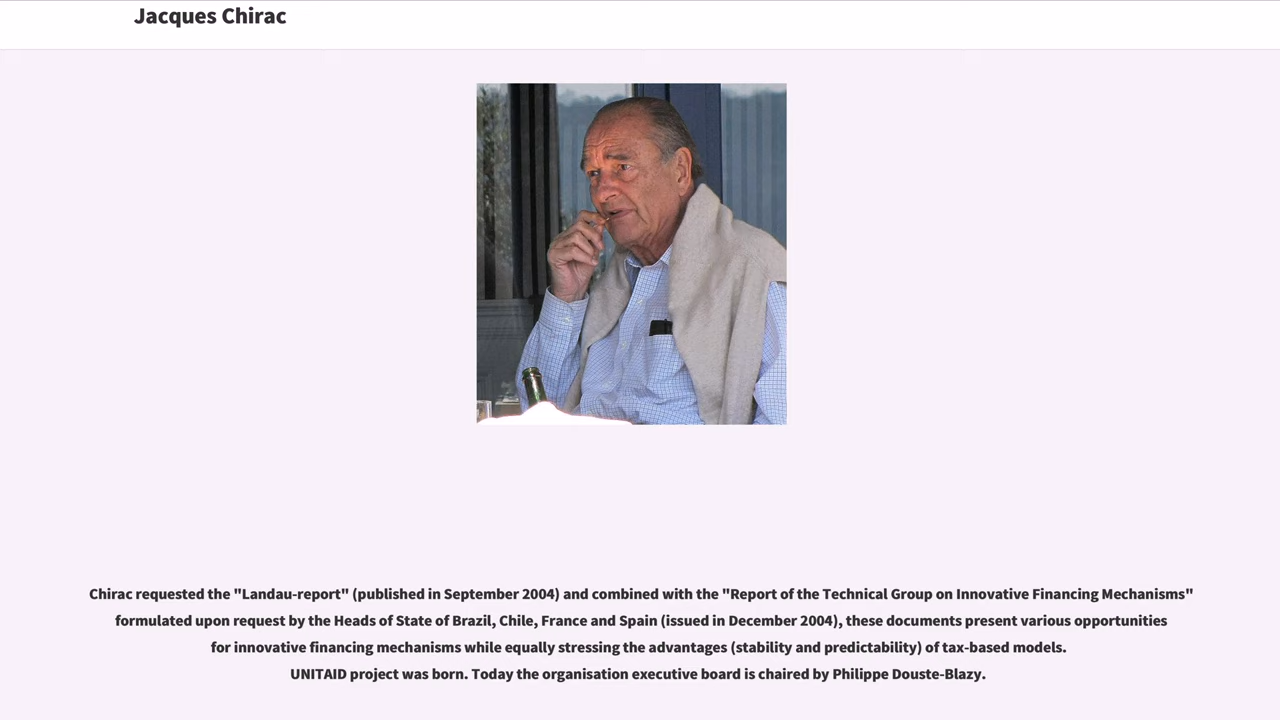 Jacques Chirac
Chirac requested the "Landau-report" (published in September 2004) and combined with the "Report of the Technical Group on Innovative Financing Mechanisms"
formulated upon request by the Heads of State of Brazil, Chile, France and Spain (issued in December 2004), these documents present various opportunities
for innovative financing mechanisms while equally stressing the advantages (stability and predictability) of tax-based models.
UNITAID project was born. Today the organisation executive board is chaired by Philippe Douste-Blazy.